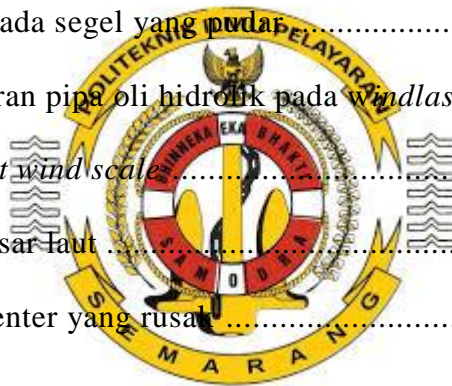 POLITEKNIK ILMU PELAYARAN
ada segel yang pudar .....................
ran pipa oli hidrolik pada windlas
BHINNEKA EKA BHAKTI
t wind scale ..............................
SAMODRA
sar laut ....................................
enter yang rusak ........................
SEMARANG